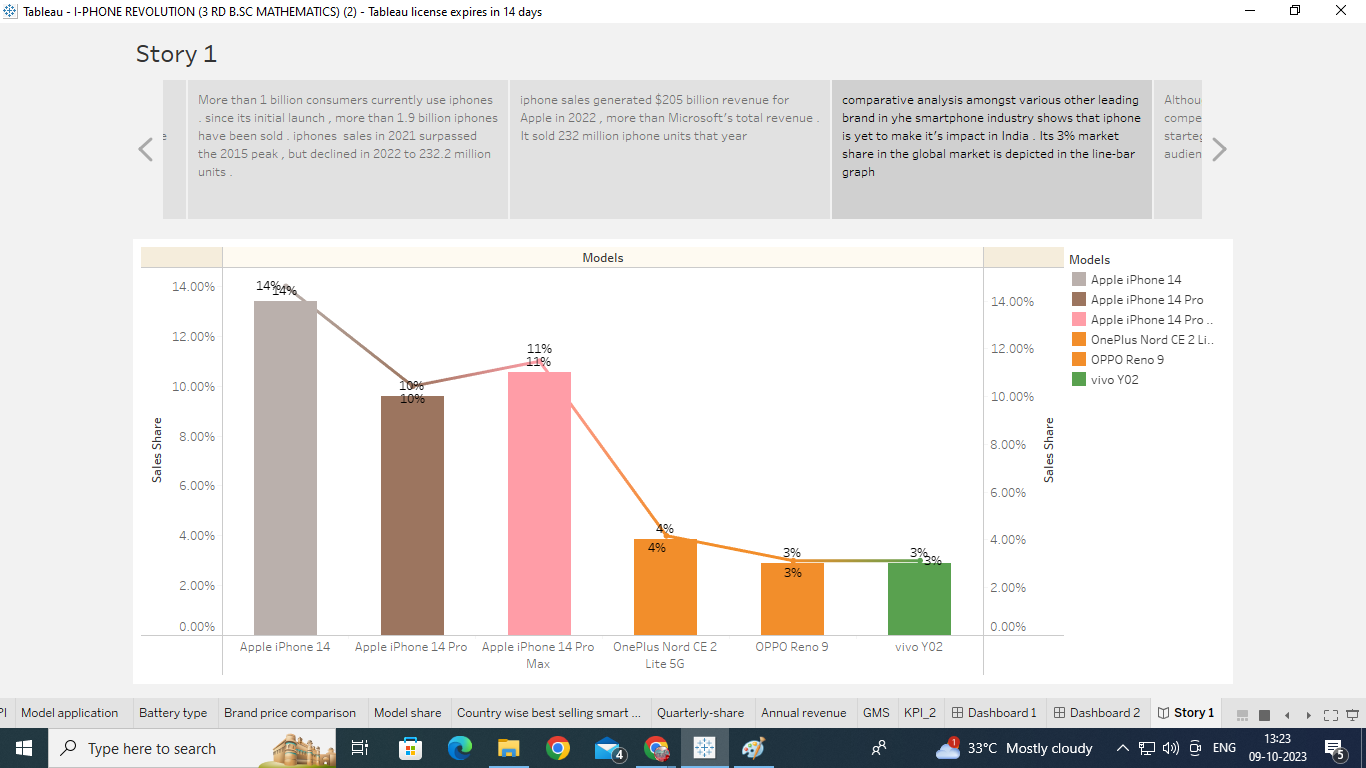 Tableau - I-PHONE REVOLUTION (3 RD B.SC MATHEMATICS) (2) - Tableau license expires in 14 days
Story 1
e
More than 1 billion consumers currently use iphones
. since its initial launch , more than 1.9 billion iphones
have been sold . iphones  sales in 2021 surpassed
the 2015 peak , but declined in 2022 to 232.2 million
units .
iphone sales generated $205 billion revenue for
Apple in 2022 , more than Microsoft's total revenue .
It sold 232 million iphone units that year
comparative analysis amongst various other leading
brand in yhe smartphone industry shows that iphone
is yet to make it's impact in India . Its 3% market
share in the global market is depicted in the line-bar
graph
Althou
compe
starteg
audien
Models
Sales Share
14.00%
12.00%
10.00%
8.00%
6.00%
4.00%
2.00%
0.00%
14%
14%
10%
10%
11%
11%
4%
4%
3%
3%
3%
3%
Apple iPhone 14
Apple iPhone 14 Pro
Apple iPhone 14 Pro
Max
OnePlus Nord CE 2
Lite 5G
OPPO Reno 9
vivo Y02
14.00%
12.00%
10.00%
8.00%
6.00%
4.00%
2.00%
0.00%
Sales Share
Models
Apple iPhone 14
Apple iPhone 14 Pro
Apple iPhone 14 Pro ..
OnePlus Nord CE 2 Li..
OPPO Reno 9
vivo Y02
PI Model application Battery type Brand price comparison Model share Country wise best selling smart ... Quarterly-share Annual revenue GMS KPI_2 Dashboard 1 Dashboard 2 Story 1
Type here to search
4
1
33°C Mostly cloudy
ENG
13:23
09-10-2023
5